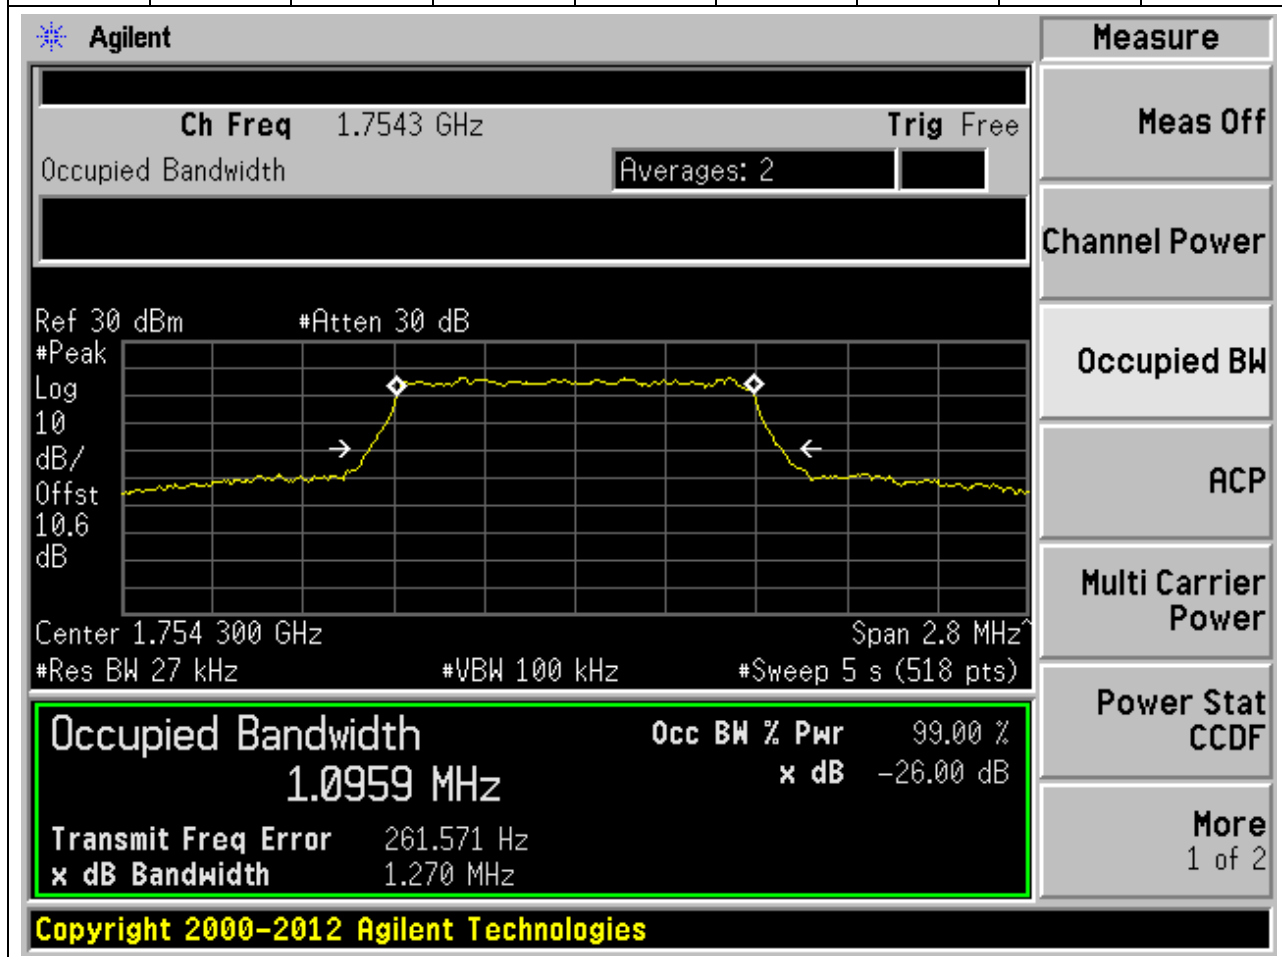 Agilent
Measure
Ch Freq 1.7543 GHz Trig Free
Occupied Bandwidth Averages: 2
Meas Off
Channel Power
Occupied BW
ACP
Multi Carrier
Power
Power Stat
CCDF
More
1 of 2
Ref 30 dBm #Atten 30 dB
#Peak
Log
10
dB/
Offst
10.6
dB
Center 1.754 300 GHz Span 2.8 MHz^
#Res BW 27 kHz #VBW 100 kHz #Sweep 5 s (518 pts)
Occupied Bandwidth Occ BW % Pwr 99.00 %
1.0959 MHz x dB -26.00 dB
Transmit Freq Error 261.571 Hz
x dB Bandwidth 1.270 MHz
Copyright 2000-2012 Agilent Technologies